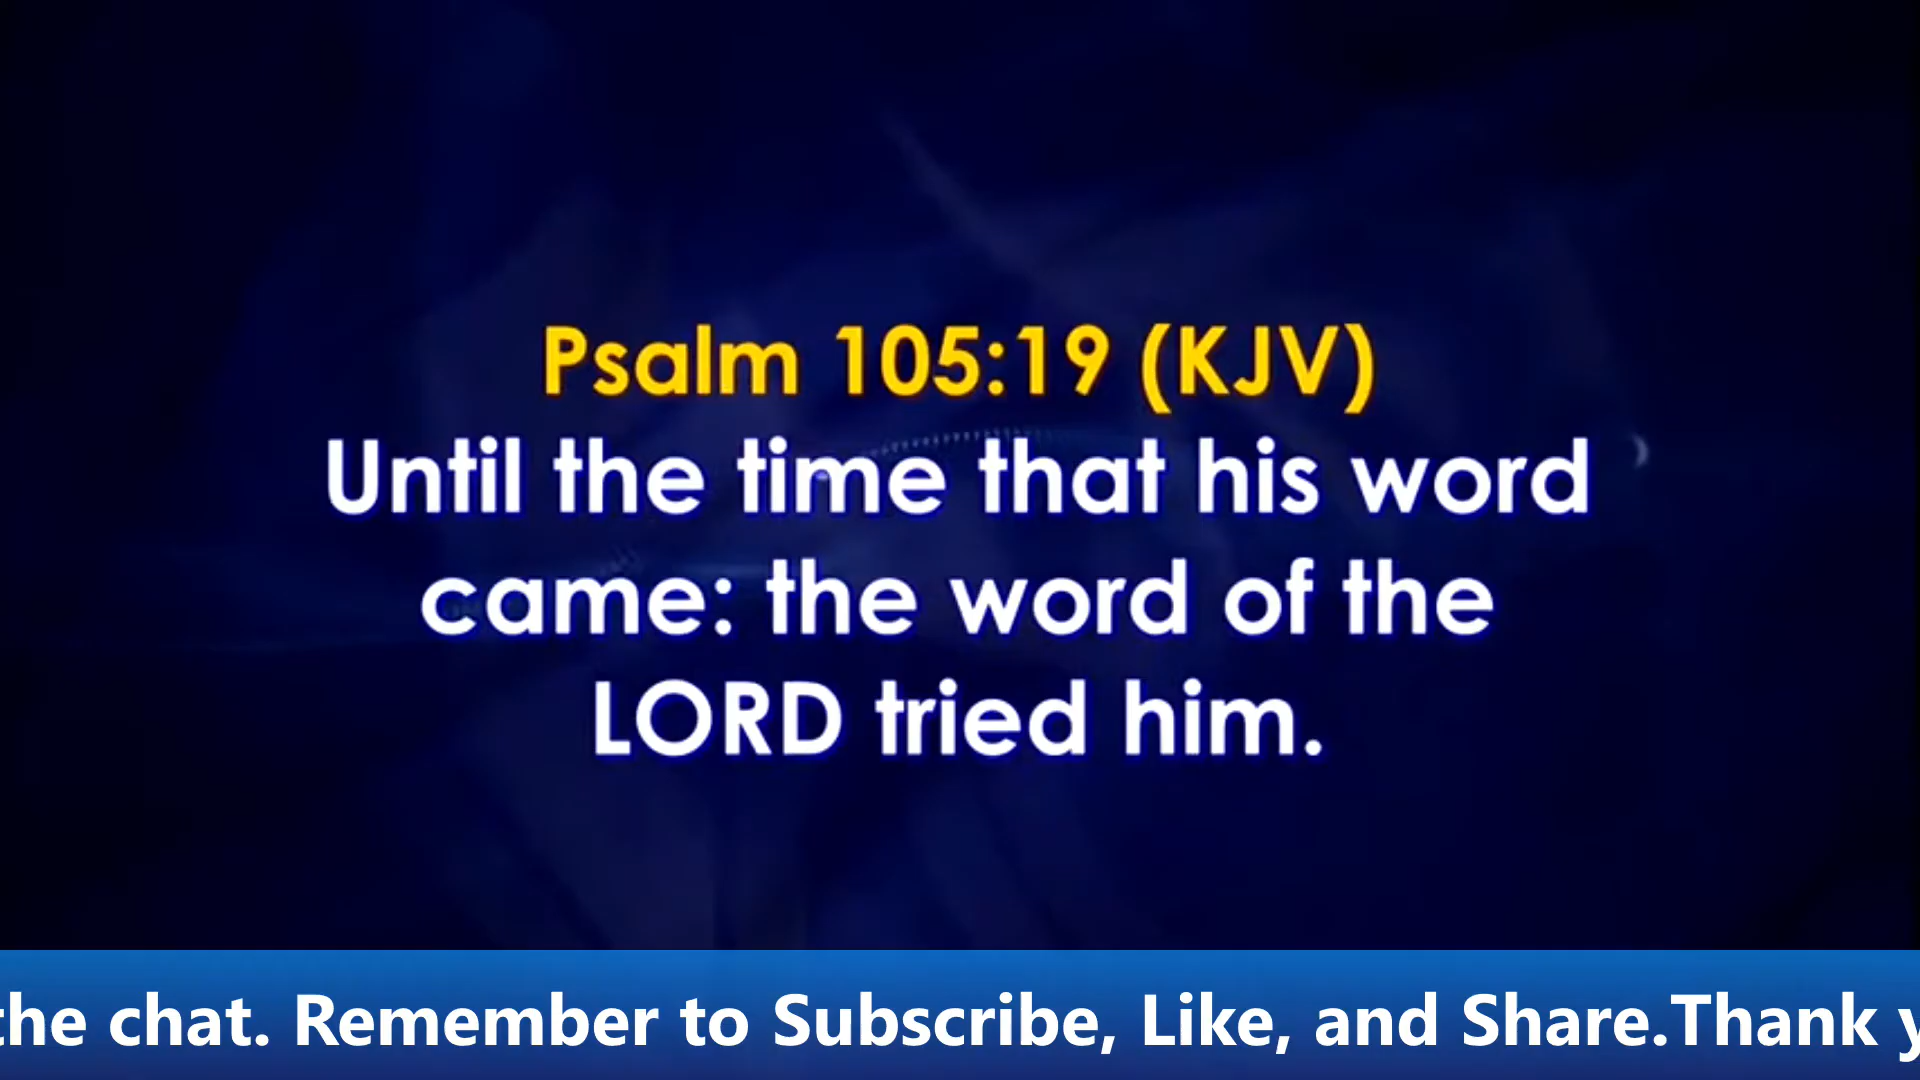 Psalm 105:19 (KJV)
Until the time that his word
came: the word of the
LORD tried him.
the chat. Remember to Subscribe, Like, and Share.Thank